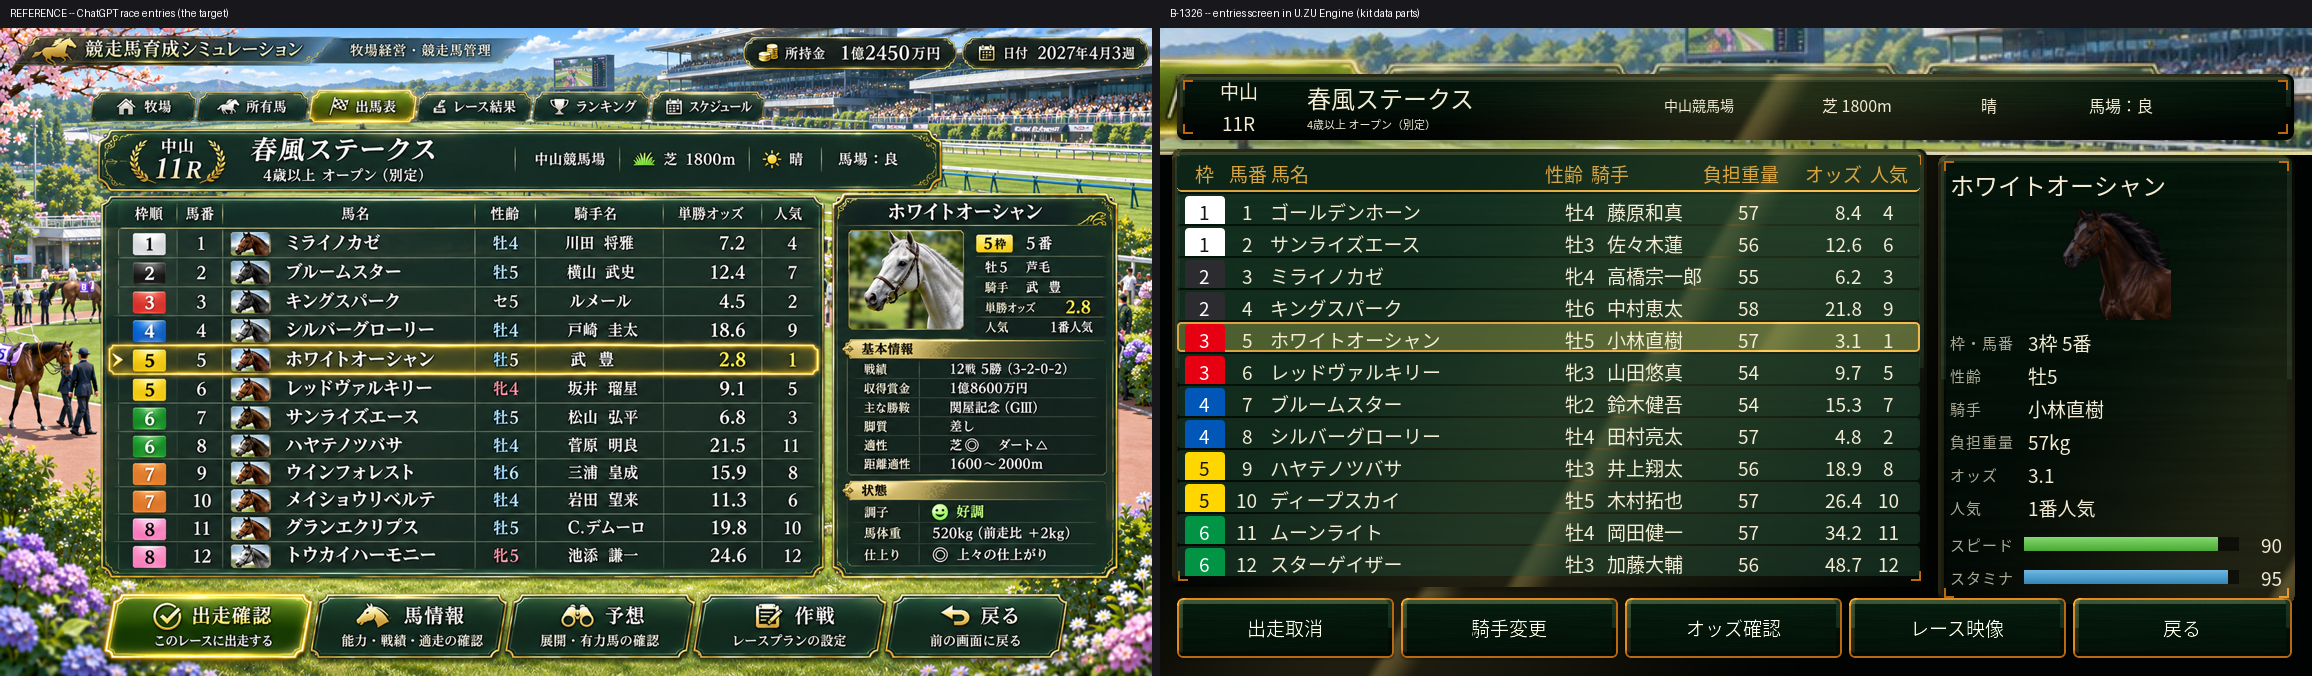 REFERENCE -- ChatGPT race entries (the target)
競走馬育成シミュレーション 牧場経営・競走馬管理 所持金 1億2450万円 日付 2027年4月3週
牧場 所有馬 出馬表 レース結果 ランキング スケジュール
中山 11R 春風ステークス 4歳以上 オープン (別定) 中山競馬場 芝 1800m 晴 馬場：良
枠順 馬番 馬名 性齢 騎手名 単勝オッズ 人気
1 1 ミライノカゼ 牡4 川田 将雅 7.2 4
2 2 ブルームスター 牡5 横山 武史 12.4 7
3 3 キングスパーク セ5 ルメール 4.5 2
4 4 シルバーグローリー 牡4 戸崎 圭太 18.6 9
5 5 ホワイトオーシャン 牡5 武 豊 2.8 1
5 6 レッドヴァルキリー 牝4 坂井 瑠星 9.1 5
6 7 サンライズエース 牡5 松山 弘平 6.8 3
6 8 ハヤテノツバサ 牡4 菅原 明良 21.5 11
7 9 ウインフォレスト 牡6 三浦 皇成 15.9 8
7 10 メイショウリベルテ 牡4 岩田 望来 11.3 6
8 11 グランエクリプス 牡5 C.デムーロ 19.8 10
8 12 トウカイハーモニー 牝5 池添 謙一 24.6 12
ホワイトオーシャン
5枠 5番
牡5 芦毛
騎手 武 豊
単勝オッズ 2.8
人気 1番人気
基本情報
戦績 12戦 5勝 (3-2-0-2)
収得賞金 1億8600万円
主な勝鞍 関屋記念 (GIII)
脚質 差し
適性 芝◎ ダート△
距離適性 1600〜2000m
状態
調子 好調
馬体重 520kg (前走比 +2kg)
仕上り ◎ 上々の仕上がり
出走確認 馬情報 予想 作戦 戻る
このレースに出走する 能力・戦績・適走の確認 展開・有力馬の確認 レースプランの設定 前の画面に戻る
B-1326 -- entries screen in U.ZU Engine (kit data parts)
中山 11R 春風ステークス 4歳以上 オープン (別定) 中山競馬場 芝 1800m 晴 馬場：良
枠 馬番 馬名 性齢 騎手 負担重量 オッズ 人気
1 1 ゴールデンホーン 牡4 藤原和真 57 8.4 4
1 2 サンライズエース 牡3 佐々木蓮 56 12.6 6
2 3 ミライノカゼ 牝4 高橋宗一郎 55 6.2 3
2 4 キングスパーク 牡6 中村恵太 58 21.8 9
3 5 ホワイトオーシャン 牡5 小林直樹 57 3.1 1
3 6 レッドヴァルキリー 牝3 山田悠真 54 9.7 5
4 7 ブルームスター 牝2 鈴木健吾 54 15.3 7
4 8 シルバーグローリー 牡4 田村亮太 57 4.8 2
5 9 ハヤテノツバサ 牡3 井上翔太 56 18.9 8
5 10 ディープスカイ 牡5 木村拓也 57 26.4 10
6 11 ムーンライト 牡4 岡田健一 57 34.2 11
6 12 スターゲイザー 牡3 加藤大輔 56 48.7 12
ホワイトオーシャン
枠・馬番 3枠 5番
性齢 牡5
騎手 小林直樹
負担重量 57kg
オッズ 3.1
人気 1番人気
スピード 90
スタミナ 95
出走取消 騎手変更 オッズ確認 レース映像 戻る